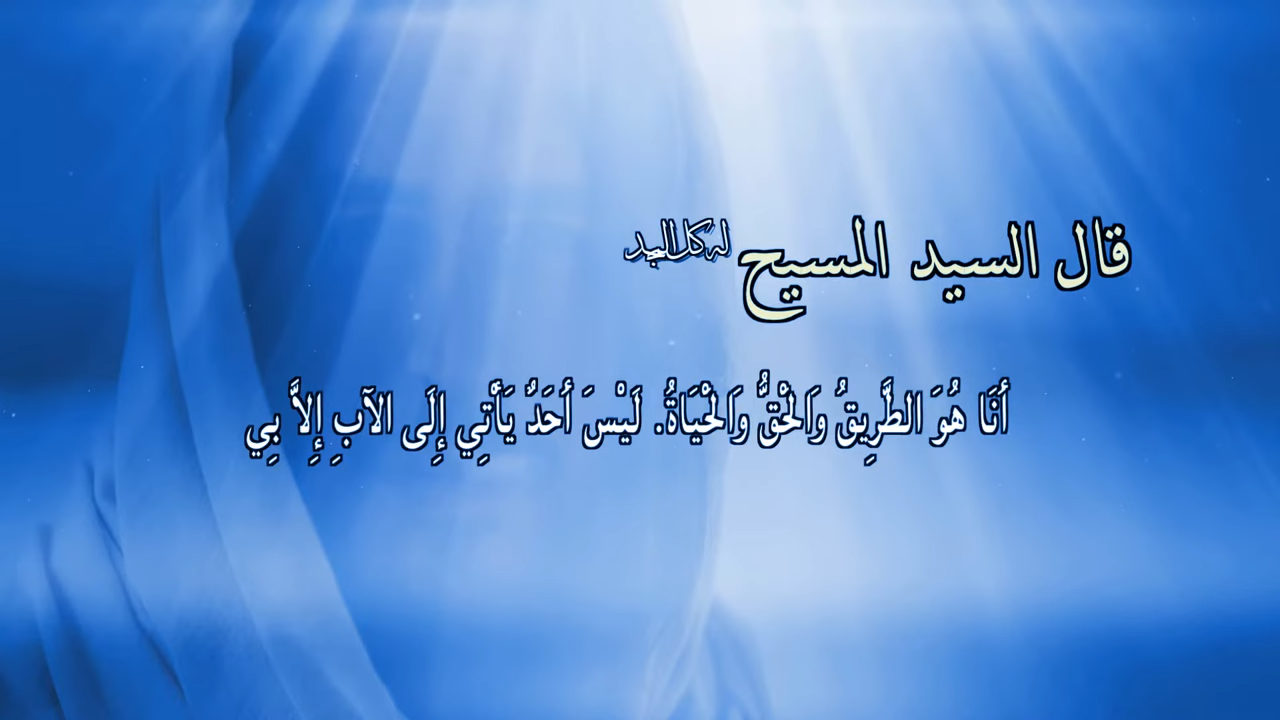 قال السيد المسيح له كل المجد
أَنَا هُوَ الطَّرِيقُ وَالْحَقُّ وَالْحَيَاةُ. لَيْسَ أَحَدٌ يَأْتِي إِلَى الآبِ إِلاَّ بِي